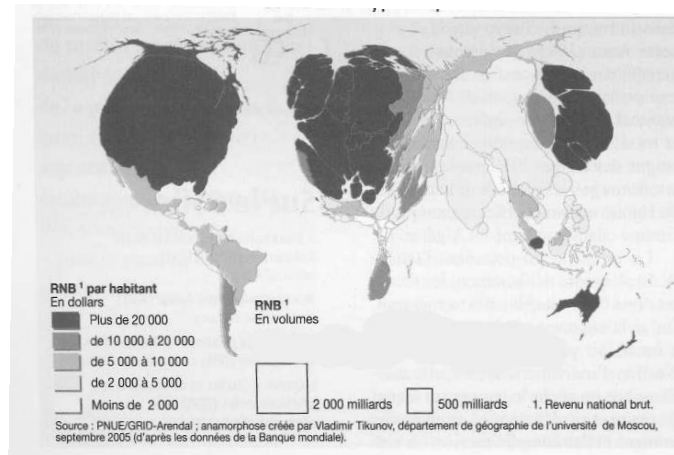 RNB ¹ par habitant
En dollars
Plus de 20 000
de 10 000 à 20 000
de 5 000 à 10 000
de 2 000 à 5 000
Moins de 2 000
RNB ¹
En volumes
2 000 milliards
500 milliards
1. Revenu national brut.
Source : PNUE/GRID-Arendal ; anamorphose créée par Vladimir Tikunov, département de géographie de l'université de Moscou,
septembre 2005 (d'après les données de la Banque mondiale).